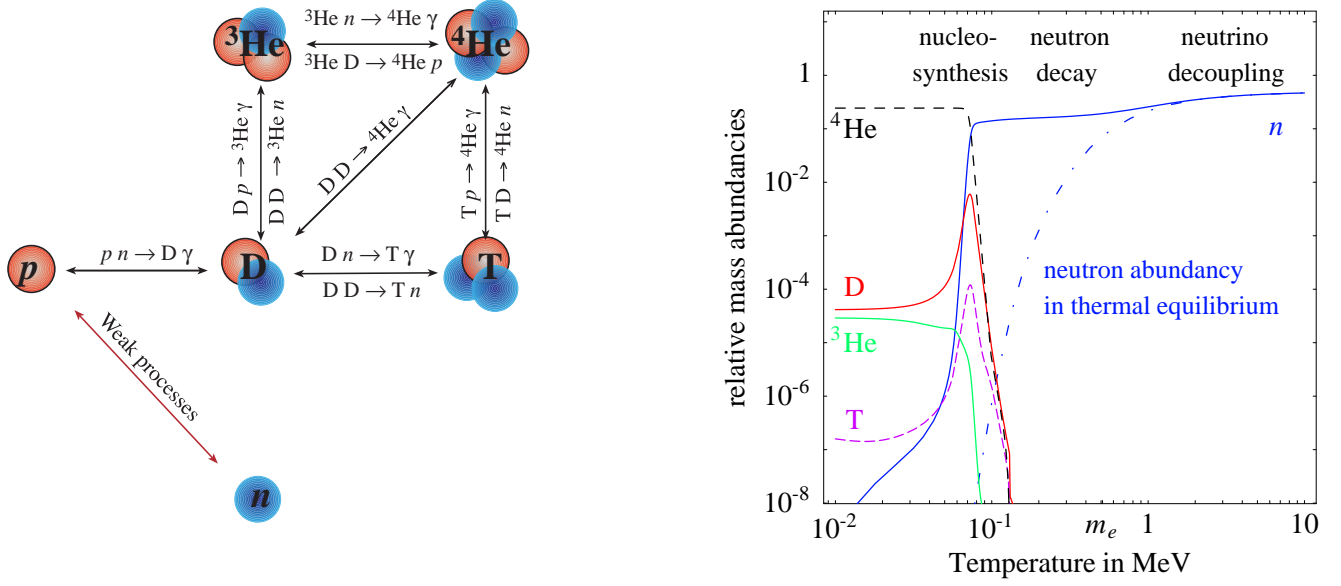 ³He
³He n → ⁴He γ
³He D → ⁴He p
⁴He
D p → ³He γ
D D → ³He n
D D → ⁴He γ
T p → ⁴He γ
T D → ⁴He n
p
p n → D γ
D
D n → T γ
D D → T n
T
Weak processes
n
nucleo-
synthesis
neutron
decay
neutrino
decoupling
relative mass abundancies
1
10⁻²
10⁻⁴
10⁻⁶
10⁻⁸
⁴He
n
D
³He
T
neutron abundancy
in thermal equilibrium
10⁻² 10⁻¹ mₑ 1 10
Temperature in MeV